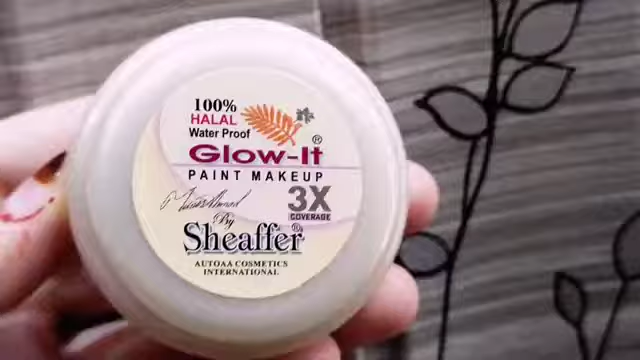 100%
HALAL
Water Proof
Glow-It®
PAINT MAKEUP
3X
COVERAGE
By
Sheaffer®
AUTOAA COSMETICS
INTERNATIONAL